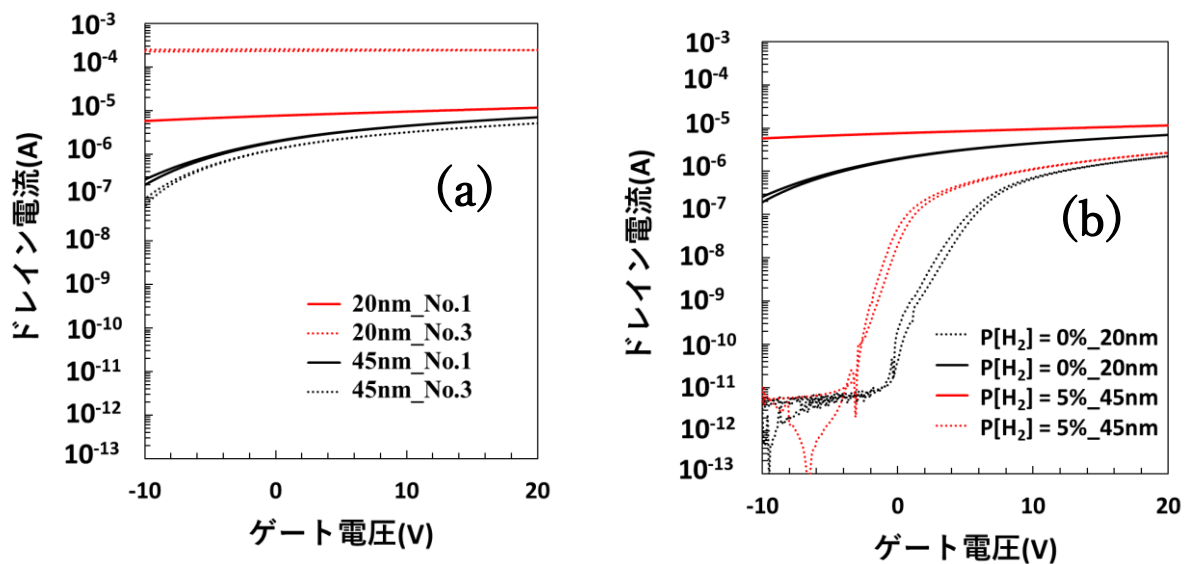 10⁻³
10⁻⁴
10⁻⁵
10⁻⁶
10⁻⁷
10⁻⁸
10⁻⁹
10⁻¹⁰
10⁻¹¹
10⁻¹²
10⁻¹³
ドレイン電流(A)
(a)
20nm_No.1
20nm_No.3
45nm_No.1
45nm_No.3
-10
0
10
20
ゲート電圧(V)
10⁻³
10⁻⁴
10⁻⁵
10⁻⁶
10⁻⁷
10⁻⁸
10⁻⁹
10⁻¹⁰
10⁻¹¹
10⁻¹²
10⁻¹³
ドレイン電流(A)
(b)
P[H₂] = 0%_20nm
P[H₂] = 0%_20nm
P[H₂] = 5%_45nm
P[H₂] = 5%_45nm
-10
0
10
20
ゲート電圧(V)